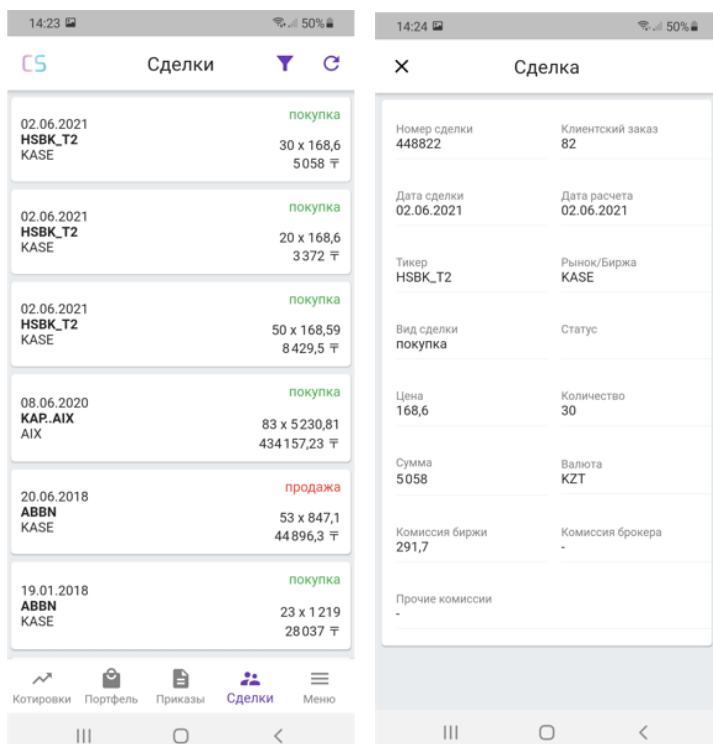 14:23 50%
CS Сделки
02.06.2021 покупка
HSBK_T2 30 x 168,6
KASE 5 058 ₸
02.06.2021 покупка
HSBK_T2 20 x 168,6
KASE 3 372 ₸
02.06.2021 покупка
HSBK_T2 50 x 168,59
KASE 8 429,5 ₸
08.06.2020 покупка
KAP..AIX 83 x 5 230,81
AIX 434 157,23 ₸
20.06.2018 продажа
ABBN 53 x 847,1
KASE 44 896,3 ₸
19.01.2018 покупка
ABBN 23 x 1 219
KASE 28 037 ₸
Котировки Портфель Приказы Сделки Меню
14:24 50%
Сделка
Номер сделки Клиентский заказ
448822 82
Дата сделки Дата расчета
02.06.2021 02.06.2021
Тикер Рынок/Биржа
HSBK_T2 KASE
Вид сделки Статус
покупка
Цена Количество
168,6 30
Сумма Валюта
5 058 KZT
Комиссия биржи Комиссия брокера
291,7 -
Прочие комиссии
-